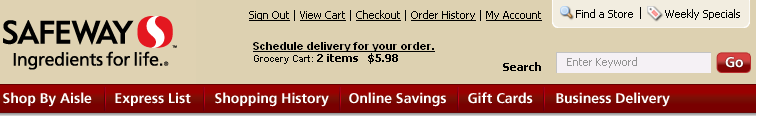 Sign Out | View Cart | Checkout | Order History | My Account
Find a Store | Weekly Specials
SAFEWAY
Ingredients for life..®
Schedule delivery for your order.
Grocery Cart: 2 items $5.98
Search Enter Keyword Go
Shop By Aisle Express List Shopping History Online Savings Gift Cards Business Delivery